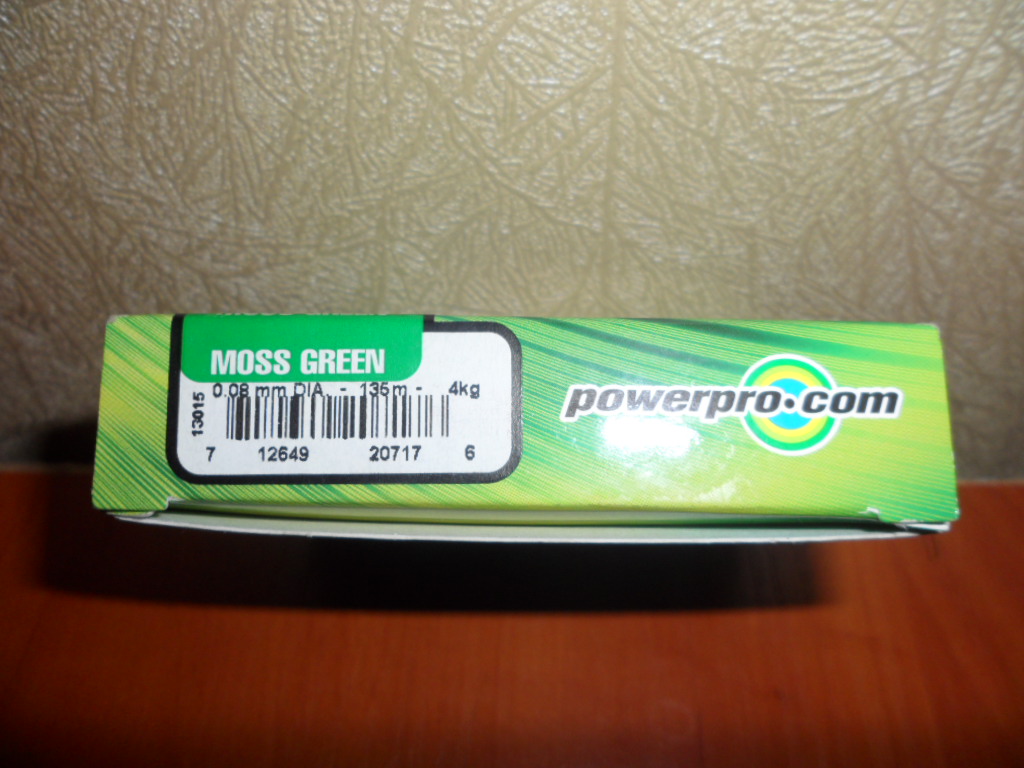 MOSS GREEN
0.08 mm DIA. - 135m - 4kg
13015
7 12649 20717 6
powerpro.com